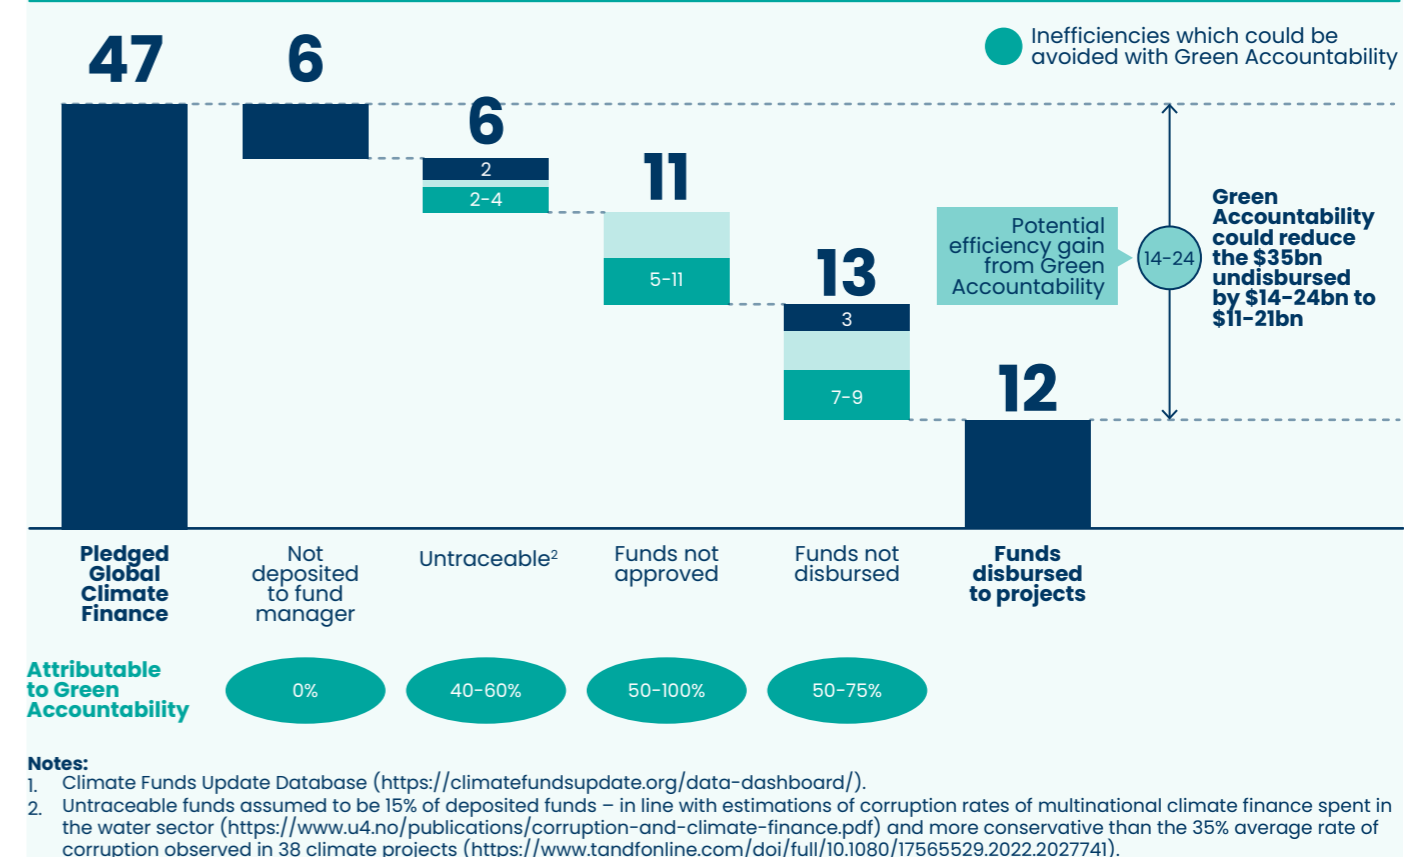 47
6
Inefficiencies which could be
avoided with Green Accountability
6
2
2-4
11
5-11
13
3
7-9
12
Potential
efficiency gain
from Green
Accountability
14-24
Green
Accountability
could reduce
the $35bn
undisbursed
by $14-24bn to
$11-21bn
Pledged
Global
Climate
Finance
Not
deposited
to fund
manager
Untraceable²
Funds not
approved
Funds not
disbursed
Funds
disbursed
to projects
Attributable
to Green
Accountability
0%
40-60%
50-100%
50-75%
Notes:
1. Climate Funds Update Database (https://climatefundsupdate.org/data-dashboard/).
2. Untraceable funds assumed to be 15% of deposited funds – in line with estimations of corruption rates of multinational climate finance spent in
the water sector (https://www.u4.no/publications/corruption-and-climate-finance.pdf) and more conservative than the 35% average rate of
corruption observed in 38 climate projects (https://www.tandfonline.com/doi/full/10.1080/17565529.2022.2027741).